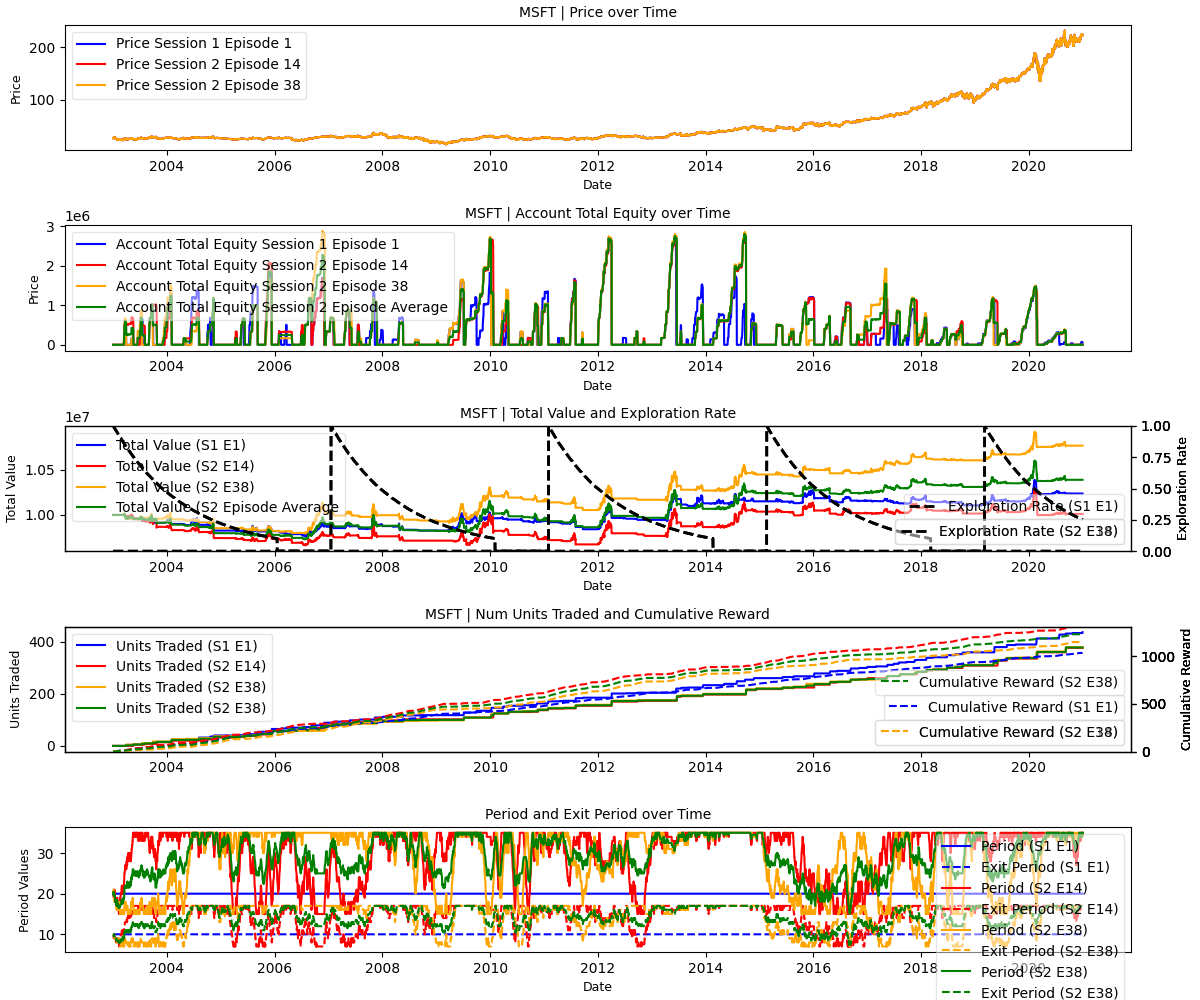 MSFT | Price over Time
Price Session 1 Episode 1
Price Session 2 Episode 14
Price Session 2 Episode 38
Price
200
100
2004 2006 2008 2010 2012 2014 2016 2018 2020
Date
MSFT | Account Total Equity over Time
1e6
Account Total Equity Session 1 Episode 1
Account Total Equity Session 2 Episode 14
Account Total Equity Session 2 Episode 38
Account Total Equity Session 2 Episode Average
Price
3
2
1
0
2004 2006 2008 2010 2012 2014 2016 2018 2020
Date
MSFT | Total Value and Exploration Rate
1e7
Total Value (S1 E1)
Total Value (S2 E14)
Total Value (S2 E38)
Total Value (S2 Episode Average
Total Value
1.05
1.00
Exploration Rate (S1 E1)
Exploration Rate (S2 E38)
1.00
0.75
0.50
0.25
0.00
Exploration Rate
2004 2006 2008 2010 2012 2014 2016 2018 2020
Date
MSFT | Num Units Traded and Cumulative Reward
Units Traded (S1 E1)
Units Traded (S2 E14)
Units Traded (S2 E38)
Units Traded (S2 E38)
Units Traded
400
200
0
Cumulative Reward (S2 E38)
Cumulative Reward (S1 E1)
Cumulative Reward (S2 E38)
1000
500
0
Cumulative Reward
2004 2006 2008 2010 2012 2014 2016 2018 2020
Period and Exit Period over Time
Period Values
30
20
10
Period (S1 E1)
Exit Period (S1 E1)
Period (S2 E14)
Exit Period (S2 E14)
Period (S2 E38)
Exit Period (S2 E38)
Period (S2 E38)
Exit Period (S2 E38)
2004 2006 2008 2010 2012 2014 2016 2018 2020
Date